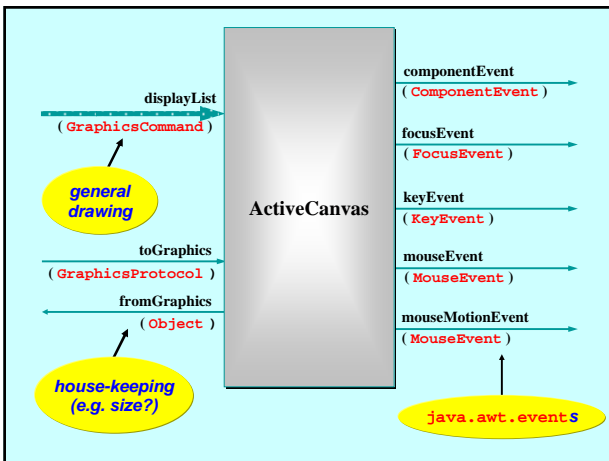 displayList
( GraphicsCommand )
general
drawing
toGraphics
( GraphicsProtocol )
fromGraphics
( Object )
house-keeping
(e.g. size?)
ActiveCanvas
componentEvent
( ComponentEvent )
focusEvent
( FocusEvent )
keyEvent
( KeyEvent )
mouseEvent
( MouseEvent )
mouseMotionEvent
( MouseEvent )
java.awt.events